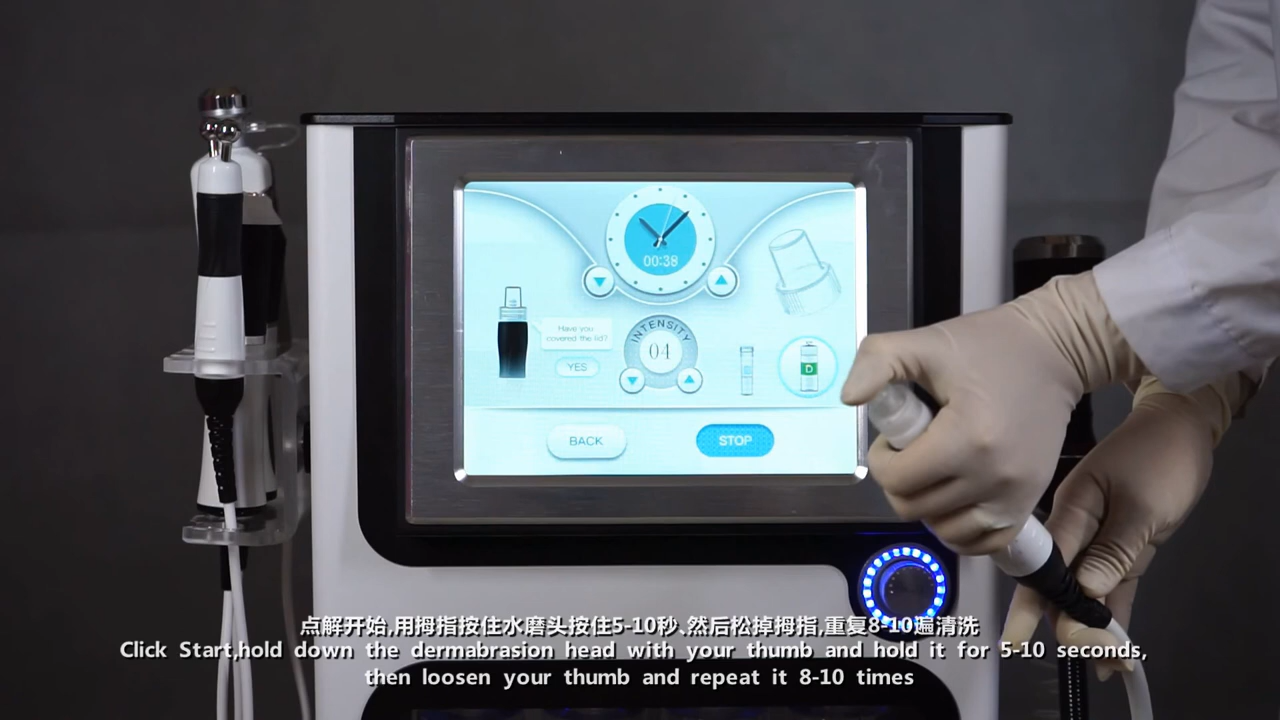 00:38
Have you
covered the lid?
YES
INTENSITY
04
D
BACK
STOP
点解开始,用拇指按住水磨头按住5-10秒、然后松掉拇指,重复8-10遍清洗
Click Start,hold down the dermabrasion head with your thumb and hold it for 5-10 seconds,
then loosen your thumb and repeat it 8-10 times